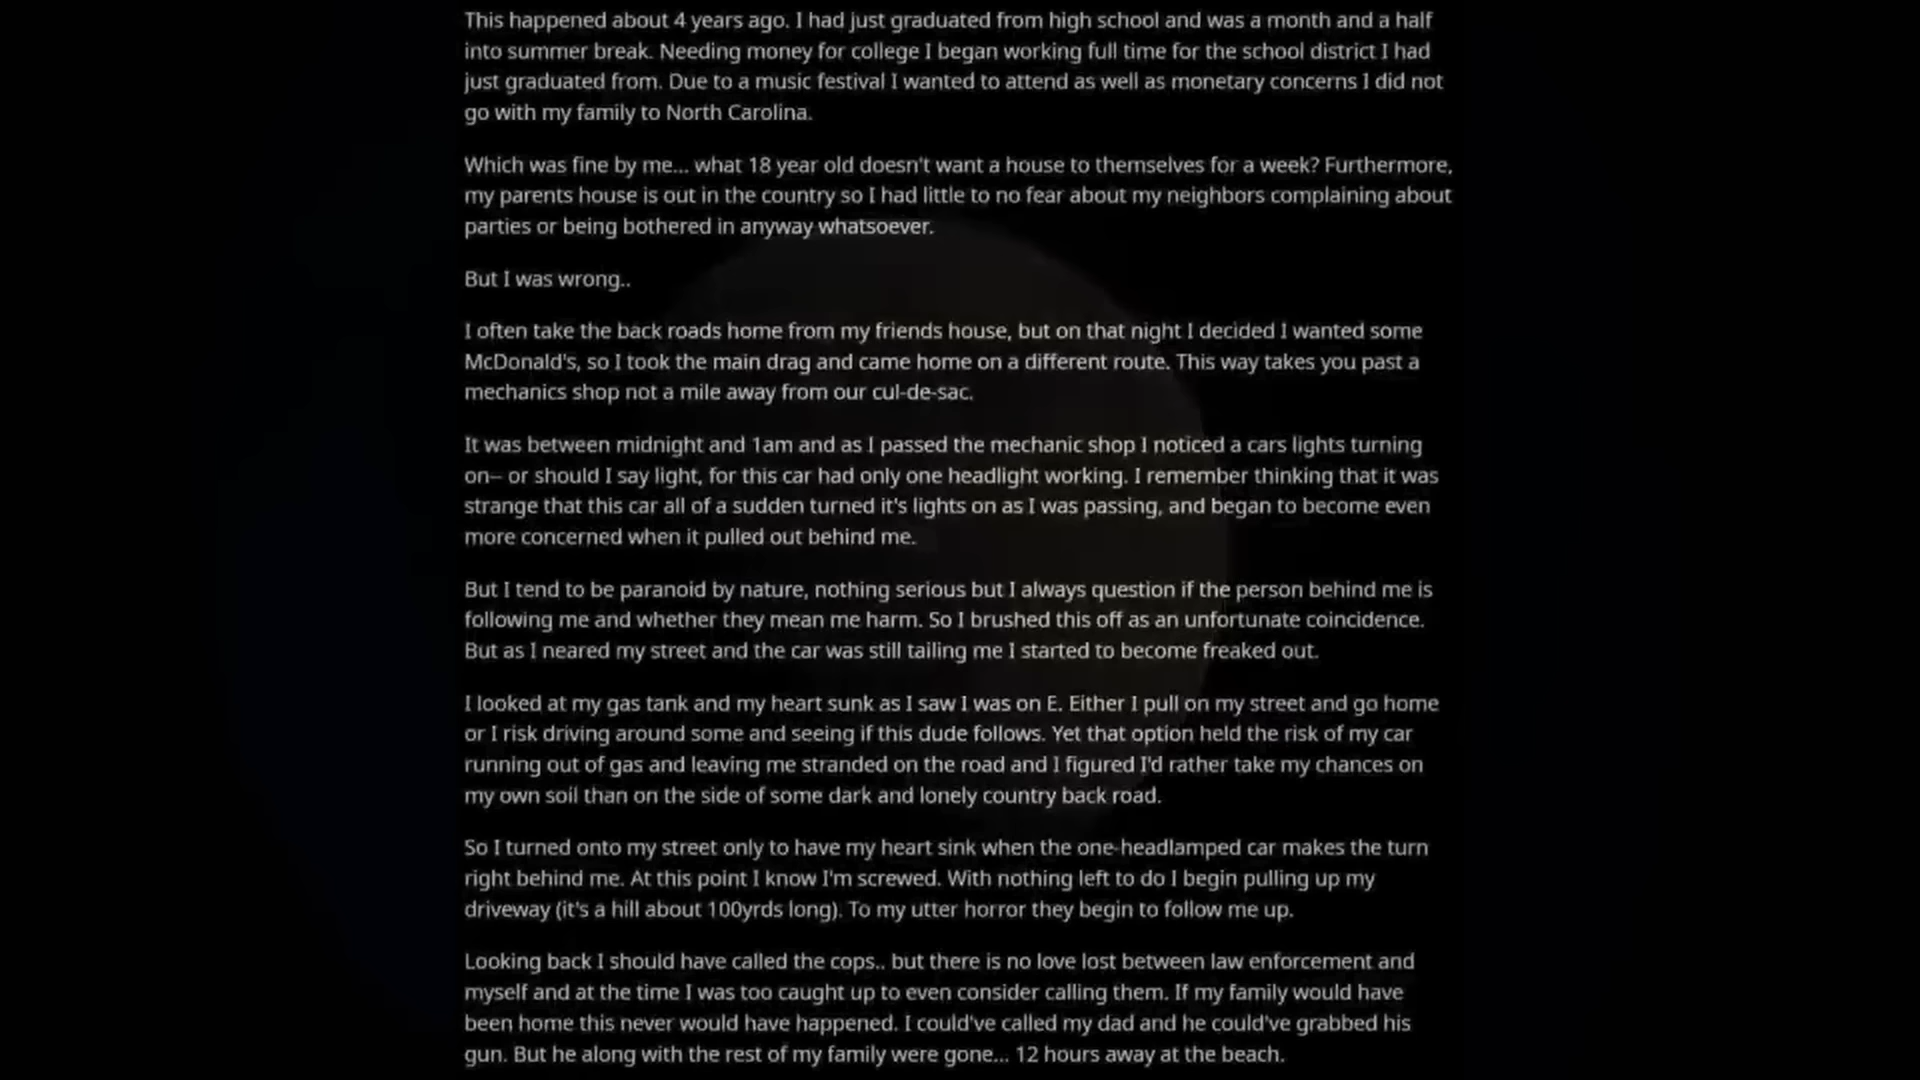 This happened about 4 years ago. I had just graduated from high school and was a month and a half
into summer break. Needing money for college I began working full time for the school district I had
just graduated from. Due to a music festival I wanted to attend as well as monetary concerns I did not
go with my family to North Carolina.
Which was fine by me... what 18 year old doesn't want a house to themselves for a week? Furthermore,
my parents house is out in the country so I had little to no fear about my neighbors complaining about
parties or being bothered in anyway whatsoever.
But I was wrong..
I often take the back roads home from my friends house, but on that night I decided I wanted some
McDonald's, so I took the main drag and came home on a different route. This way takes you past a
mechanics shop not a mile away from our cul-de-sac.
It was between midnight and 1am and as I passed the mechanic shop I noticed a cars lights turning
on– or should I say light, for this car had only one headlight working. I remember thinking that it was
strange that this car all of a sudden turned it's lights on as I was passing, and began to become even
more concerned when it pulled out behind me.
But I tend to be paranoid by nature, nothing serious but I always question if the person behind me is
following me and whether they mean me harm. So I brushed this off as an unfortunate coincidence.
But as I neared my street and the car was still tailing me I started to become freaked out.
I looked at my gas tank and my heart sunk as I saw I was on E. Either I pull on my street and go home
or I risk driving around some and seeing if this dude follows. Yet that option held the risk of my car
running out of gas and leaving me stranded on the road and I figured I'd rather take my chances on
my own soil than on the side of some dark and lonely country back road.
So I turned onto my street only to have my heart sink when the one-headlamped car makes the turn
right behind me. At this point I know I'm screwed. With nothing left to do I begin pulling up my
driveway (it's a hill about 100yrds long). To my utter horror they begin to follow me up.
Looking back I should have called the cops.. but there is no love lost between law enforcement and
myself and at the time I was too caught up to even consider calling them. If my family would have
been home this never would have happened. I could've called my dad and he could've grabbed his
gun. But he along with the rest of my family were gone... 12 hours away at the beach.